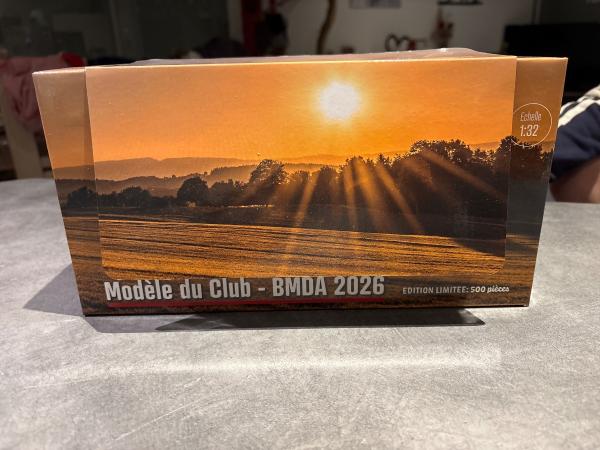 Echelle
1:32
Modèle du Club - BMDA 2026
EDITION LIMITEE: 500 pièces